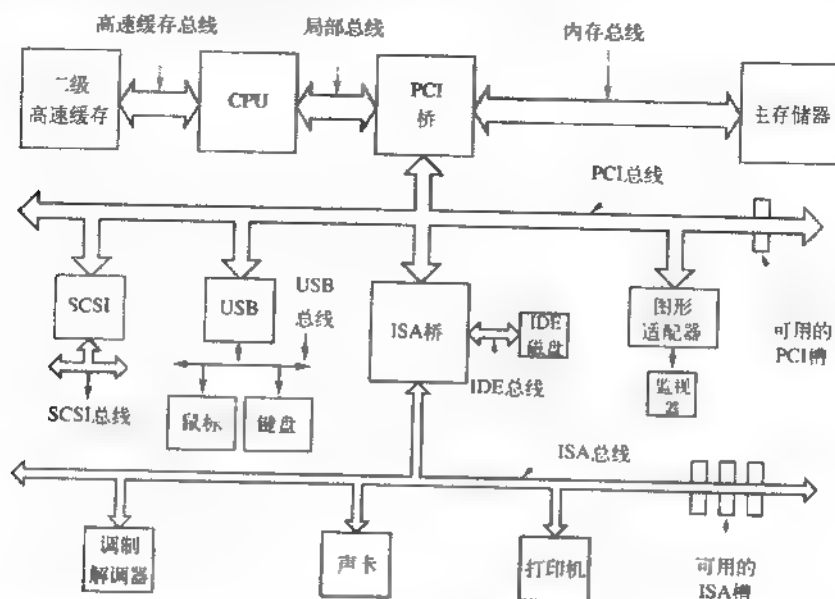 高速缓存总线
局部总线
内存总线
二级
高速缓存
CPU
PCI
桥
主存储器
PCI总线
SCSI
USB
USB
总线
ISA桥
IDE
磁盘
图形
适配器
可用的
PCI槽
IDE总线
监视
器
SCSI总线
鼠标
键盘
ISA总线
调制
解调器
声卡
打印机
可用的
ISA槽